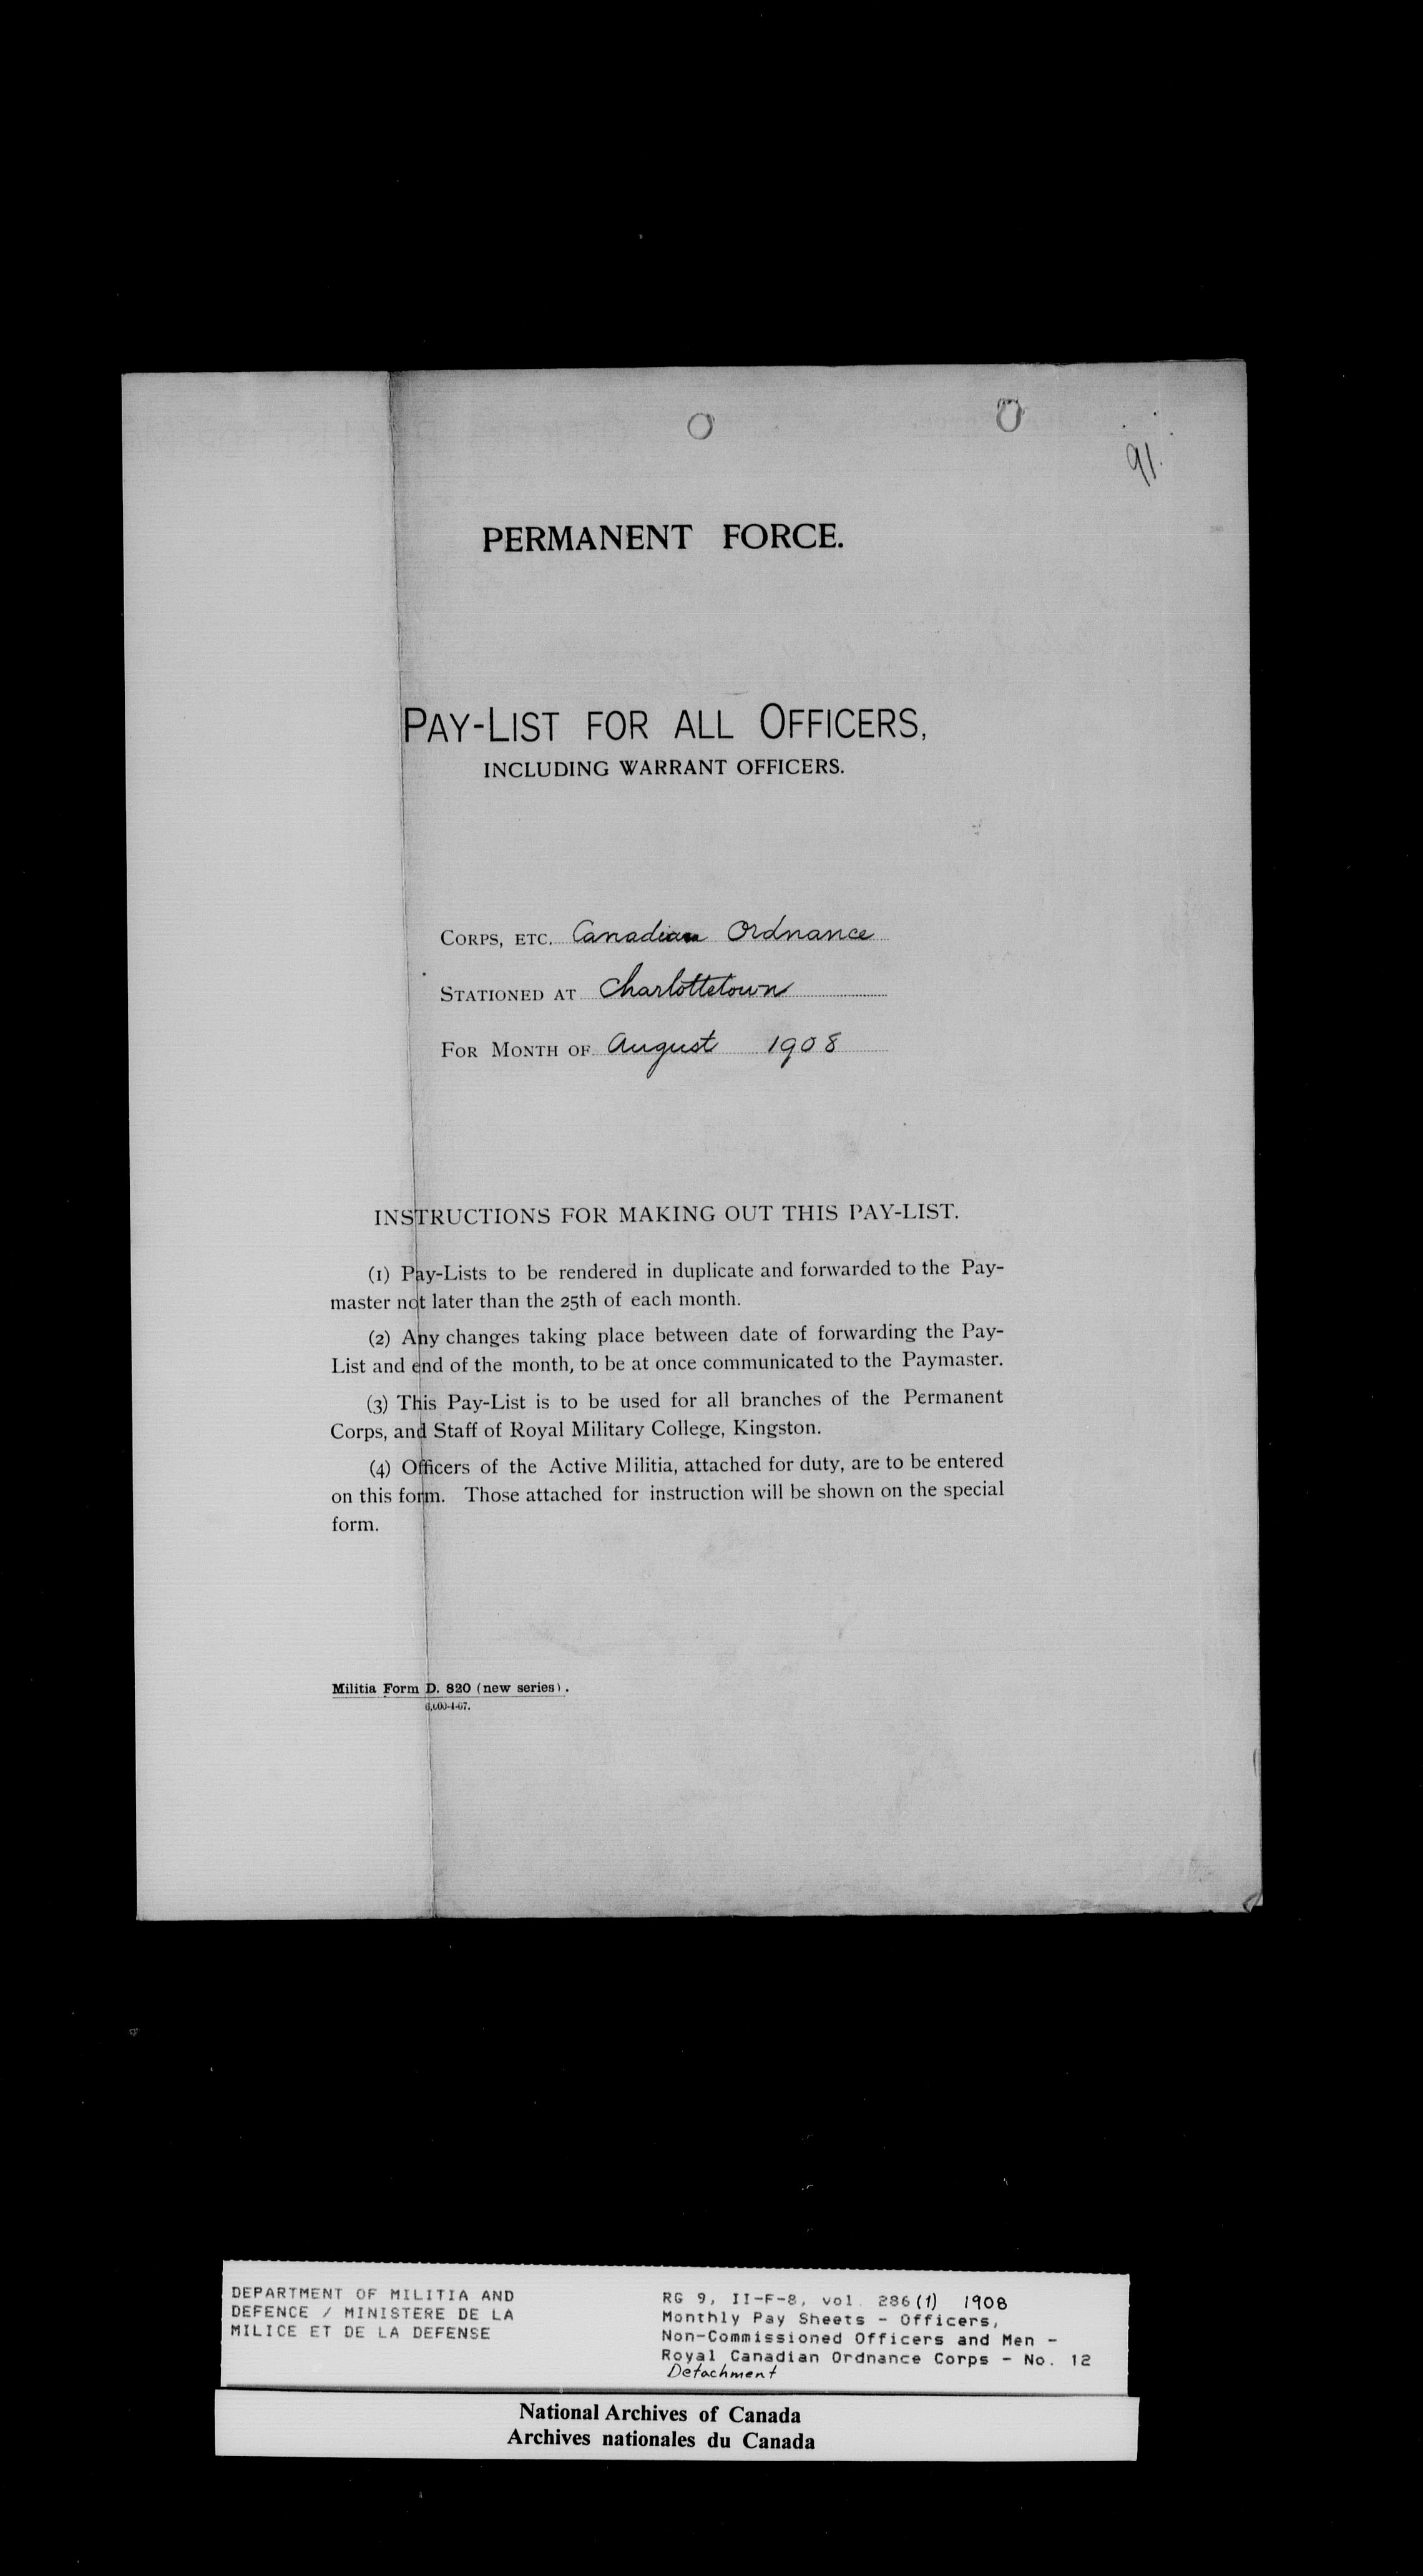 91.
PERMANENT FORCE.
PAY-LIST FOR ALL OFFICERS,
INCLUDING WARRANT OFFICERS.
CORPS, ETC. Canadian Ordnance
STATIONED AT Charlottetown
FOR MONTH OF August 1908
INSTRUCTIONS FOR MAKING OUT THIS PAY-LIST.
(1) Pay-Lists to be rendered in duplicate and forwarded to the Pay-
master not later than the 25th of each month.
(2) Any changes taking place between date of forwarding the Pay-
List and end of the month, to be at once communicated to the Paymaster.
(3) This Pay-List is to be used for all branches of the Permanent
Corps, and Staff of Royal Military College, Kingston.
(4) Officers of the Active Militia, attached for duty, are to be entered
on this form. Those attached for instruction will be shown on the special
form.
Militia Form D. 820 (new series).
DEPARTMENT OF MILITIA AND
DEFENCE / MINISTERE DE LA
MILICE ET DE LA DEFENSE
RG 9, II-F-8, vol. 286(1) 1908
Monthly Pay Sheets - Officers,
Non-Commissioned Officers and Men -
Royal Canadian Ordnance Corps - No. 12
Detachment
National Archives of Canada
Archives nationales du Canada